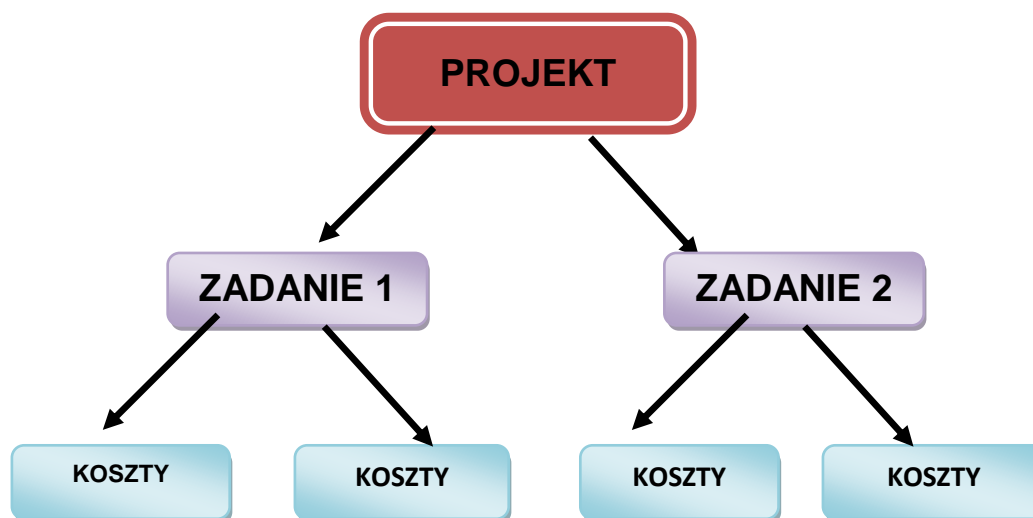 PROJEKT
ZADANIE 1
ZADANIE 2
KOSZTY
KOSZTY
KOSZTY
KOSZTY